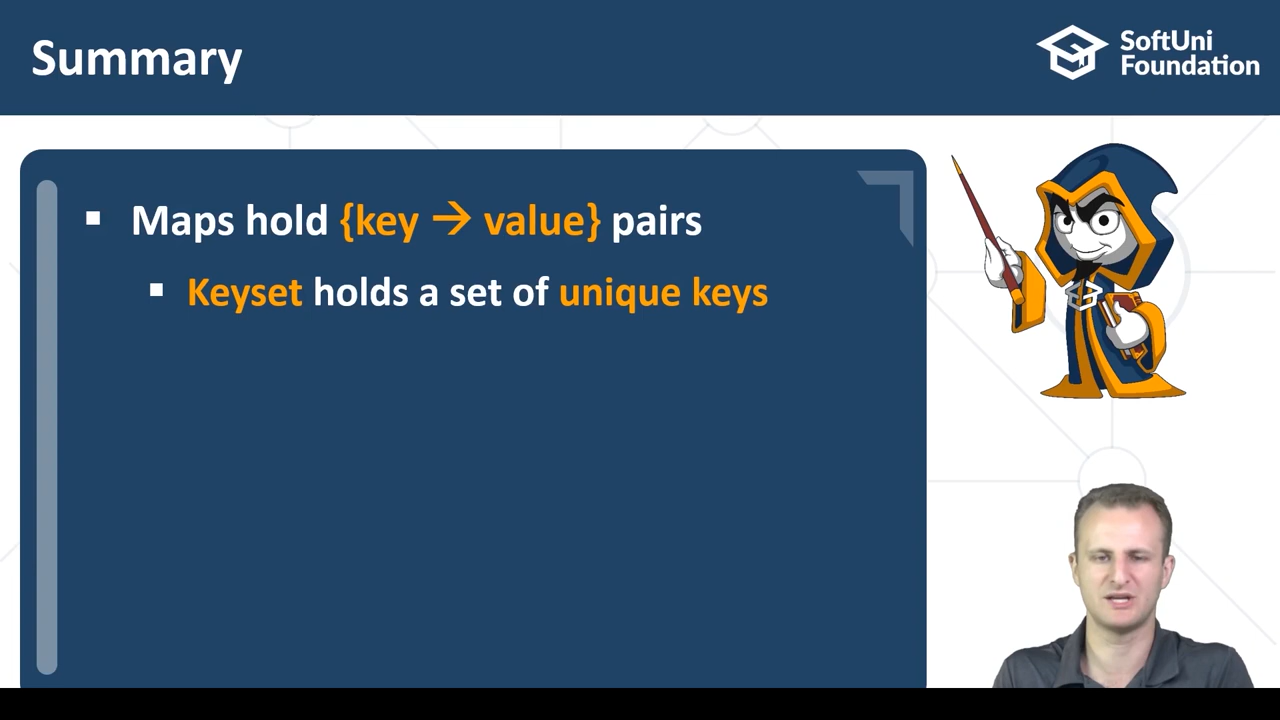 Summary
SoftUni
Foundation
▪ Maps hold {key → value} pairs
▪ Keyset holds a set of unique keys